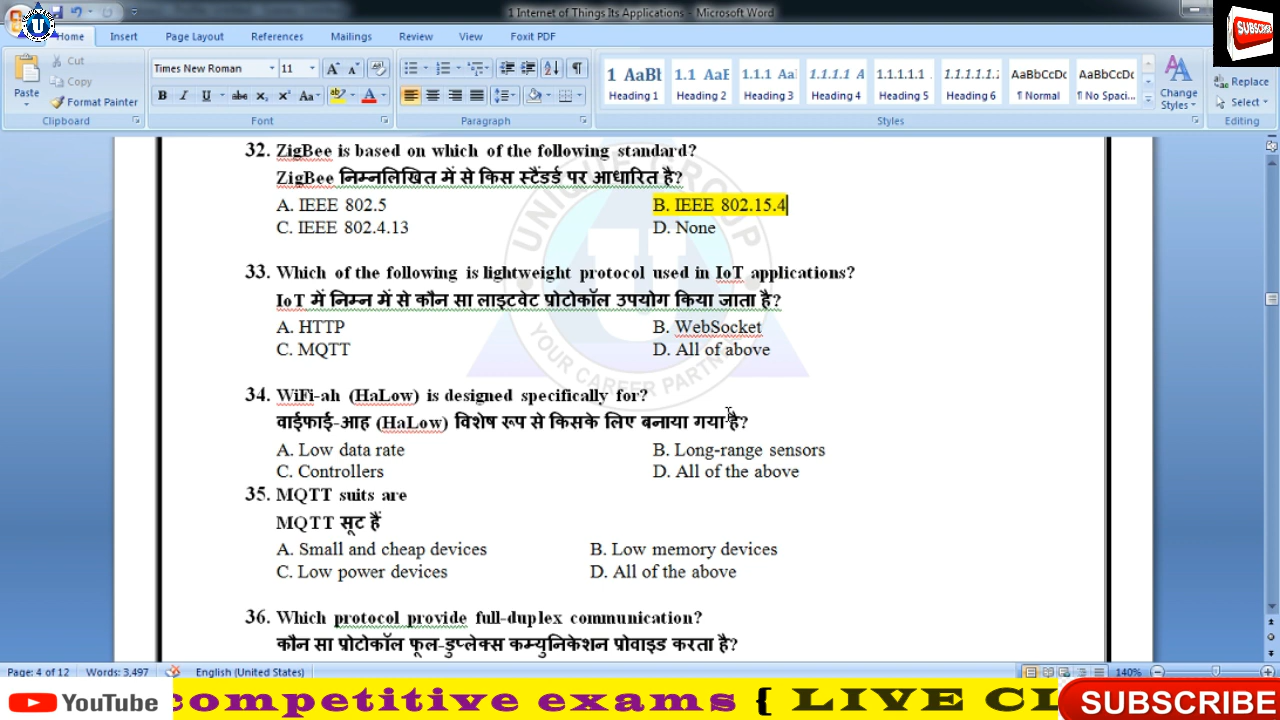 1 Internet of Things Its Applications - Microsoft Word
SUBSCRIBE
Home Insert Page Layout References Mailings Review View Foxit PDF
Cut
Copy
Paste
Format Painter
Clipboard
Times New Roman 11
Font
Paragraph
1 AaBb 1.1 AaB 1.1.1 Aa 1.1.1.1 A 1.1.1.1.1 1.1.1.1.1. AaBbCcDc AaBbCcDc
Heading 1 Heading 2 Heading 3 Heading 4 Heading 5 Heading 6 ¶ Normal ¶ No Spaci...
Styles
Change Styles
Replace
Select
Editing
UNIQUE GROUP
YOUR CAREER PARTN
32. ZigBee is based on which of the following standard?
ZigBee निम्नलिखित में से किस स्टैंडर्ड पर आधारित है?
A. IEEE 802.5 B. IEEE 802.15.4
C. IEEE 802.4.13 D. None
33. Which of the following is lightweight protocol used in IoT applications?
IoT में निम्न में से कौन सा लाइटवेट प्रोटोकॉल उपयोग किया जाता है?
A. HTTP B. WebSocket
C. MQTT D. All of above
34. WiFi-ah (HaLow) is designed specifically for?
वाईफाई-आह (HaLow) विशेष रूप से किसके लिए बनाया गया है?
A. Low data rate B. Long-range sensors
C. Controllers D. All of the above
35. MQTT suits are
MQTT सूट हैं
A. Small and cheap devices B. Low memory devices
C. Low power devices D. All of the above
36. Which protocol provide full-duplex communication?
कौन सा प्रोटोकॉल फूल-डुप्लेक्स कम्युनिकेशन प्रोवाइड करता है?
Page: 4 of 12 Words: 3,497 English (United States) 140%
YouTube competitive exams { LIVE CL SUBSCRIBE